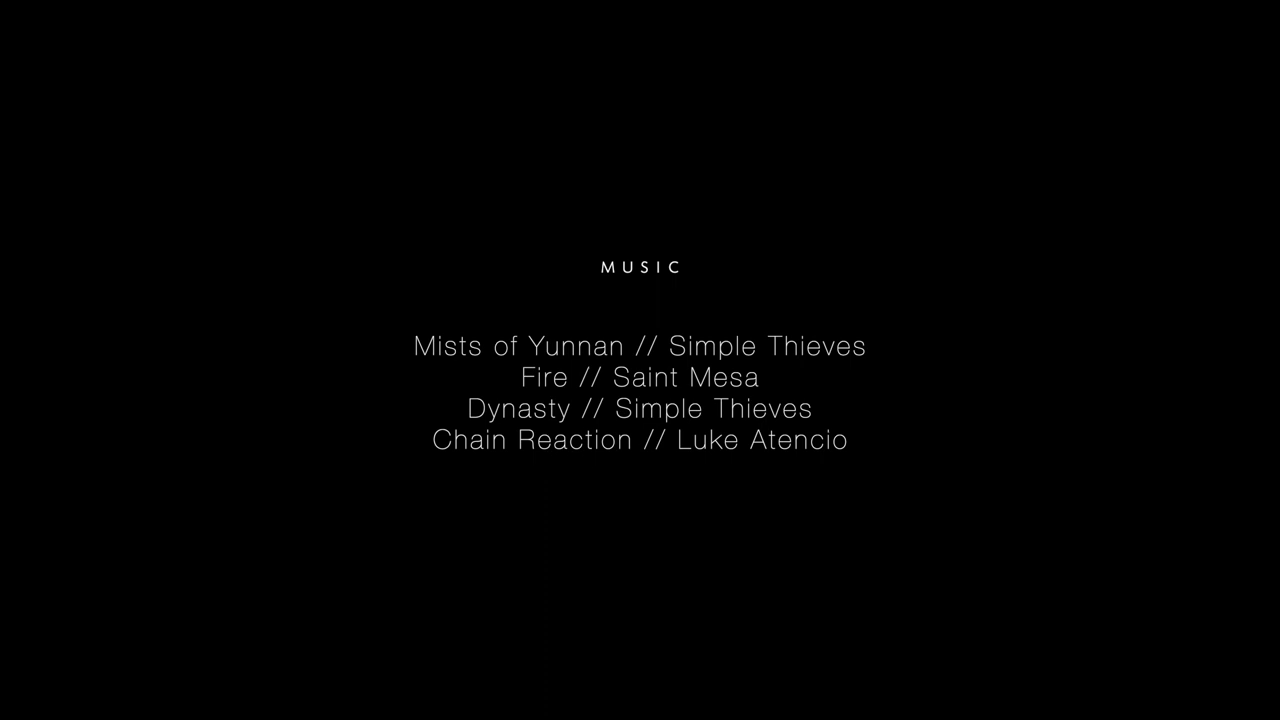 MUSIC
Mists of Yunnan // Simple Thieves
Fire // Saint Mesa
Dynasty // Simple Thieves
Chain Reaction // Luke Atencio